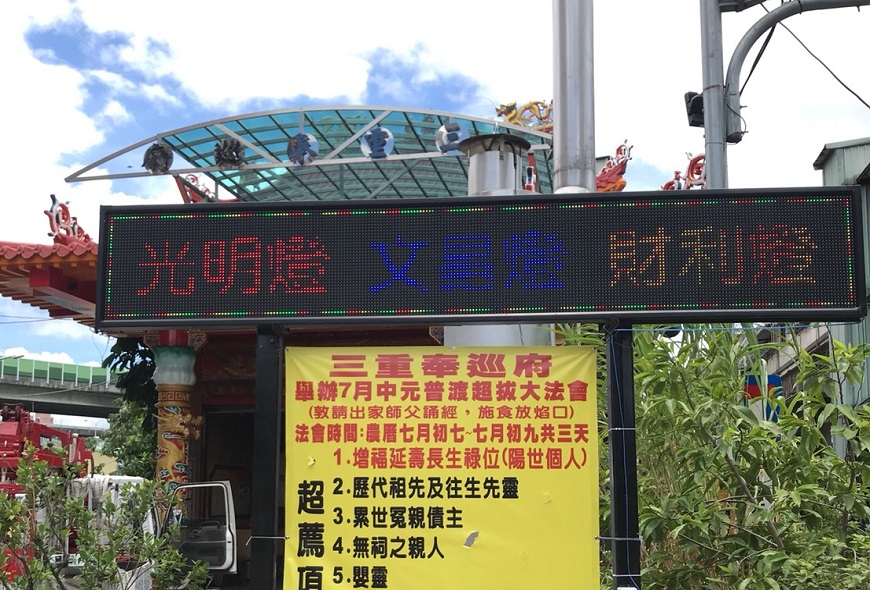 三重
光明燈 文昌燈 財利燈
三重奉巡府
舉辦7月中元普渡超拔大法會
(敦請出家師父誦經，施食放焰口)
法會時間:農曆七月初七~七月初九共三天
1.增福延壽長生祿位(陽世個人)
超薦項
2.歷代祖先及往生先靈
3.累世冤親債主
4.無祠之親人
5.嬰靈